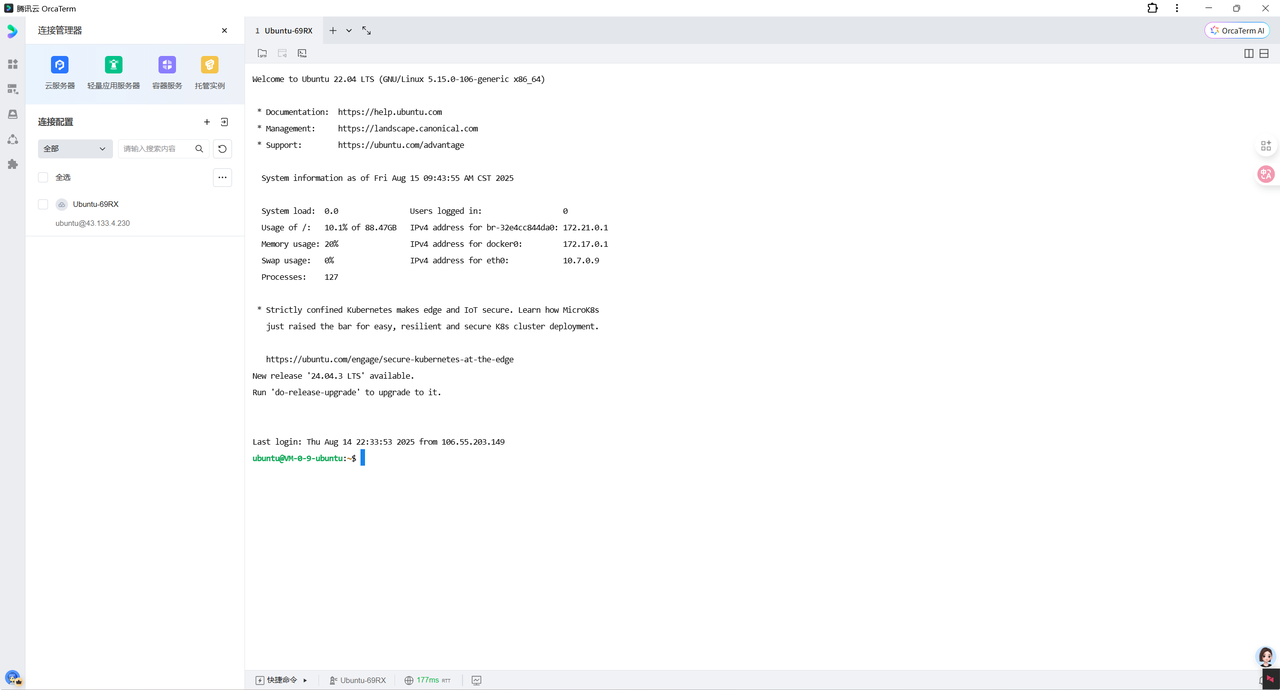 腾讯云 OrcaTerm
连接管理器
1 Ubuntu-69RX
OrcaTerm AI
云服务器
轻量应用服务器
容器服务
托管实例
连接配置
全部
请输入搜索内容
全选
Ubuntu-69RX
ubuntu@43.133.4.230
Welcome to Ubuntu 22.04 LTS (GNU/Linux 5.15.0-106-generic x86_64)
* Documentation: https://help.ubuntu.com
* Management: https://landscape.canonical.com
* Support: https://ubuntu.com/advantage
System information as of Fri Aug 15 09:43:55 AM CST 2025
System load: 0.0 Users logged in: 0
Usage of /: 10.1% of 88.47GB IPv4 address for br-32e4cc844da0: 172.21.0.1
Memory usage: 20% IPv4 address for docker0: 172.17.0.1
Swap usage: 0% IPv4 address for eth0: 10.7.0.9
Processes: 127
* Strictly confined Kubernetes makes edge and IoT secure. Learn how MicroK8s
just raised the bar for easy, resilient and secure K8s cluster deployment.
https://ubuntu.com/engage/secure-kubernetes-at-the-edge
New release '24.04.3 LTS' available.
Run 'do-release-upgrade' to upgrade to it.
Last login: Thu Aug 14 22:33:53 2025 from 106.55.203.149
ubuntu@VM-0-9-ubuntu:~$
快捷命令
Ubuntu-69RX
177ms RTT